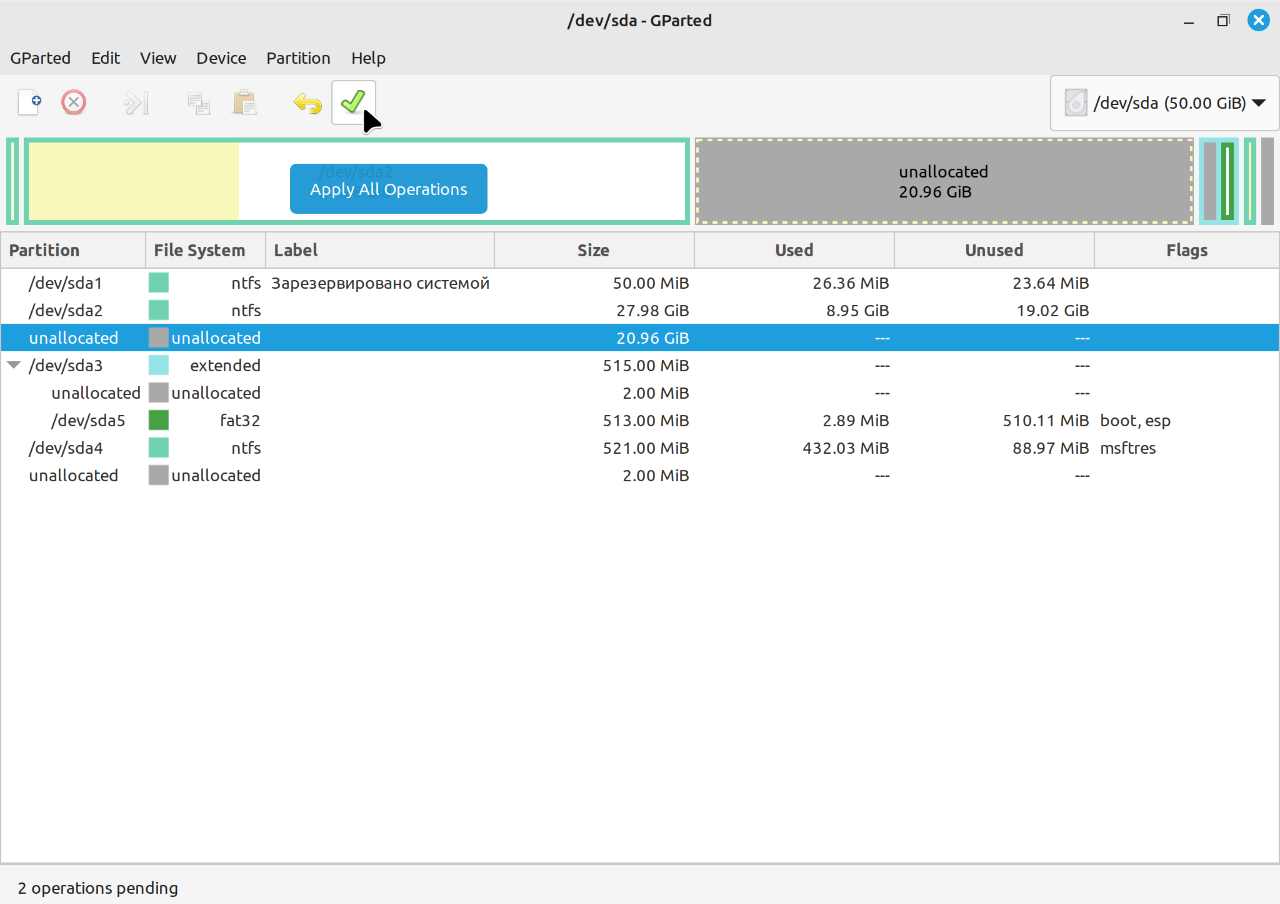 /dev/sda - GParted
GParted Edit View Device Partition Help
/dev/sda (50.00 GiB)
/dev/sda2
Apply All Operations
unallocated
20.96 GiB
Partition File System Label Size Used Unused Flags
/dev/sda1 ntfs Зарезервировано системой 50.00 MiB 26.36 MiB 23.64 MiB
/dev/sda2 ntfs 27.98 GiB 8.95 GiB 19.02 GiB
unallocated unallocated 20.96 GiB --- ---
/dev/sda3 extended 515.00 MiB --- ---
unallocated unallocated 2.00 MiB --- ---
/dev/sda5 fat32 513.00 MiB 2.89 MiB 510.11 MiB boot, esp
/dev/sda4 ntfs 521.00 MiB 432.03 MiB 88.97 MiB msftres
unallocated unallocated 2.00 MiB --- ---
2 operations pending